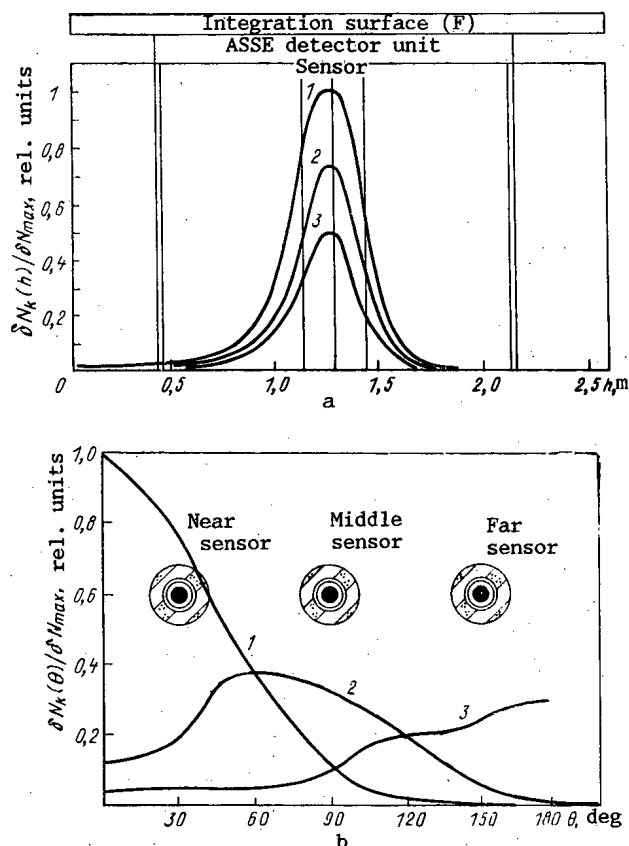 Integration surface (F)
ASSE detector unit
Sensor
δN_k(h)/δN_max, rel. units
1
0,8
0,6
0,4
0,2
0
1
2
3
0,5
1,0
1,5
2,0
2,5 h, m
a
δN_k(θ)/δN_max, rel. units
1,0
0,8
0,6
0,4
0,2
Near
sensor
Middle
sensor
Far
sensor
1
2
3
30
60
90
120
150
180 θ, deg
b